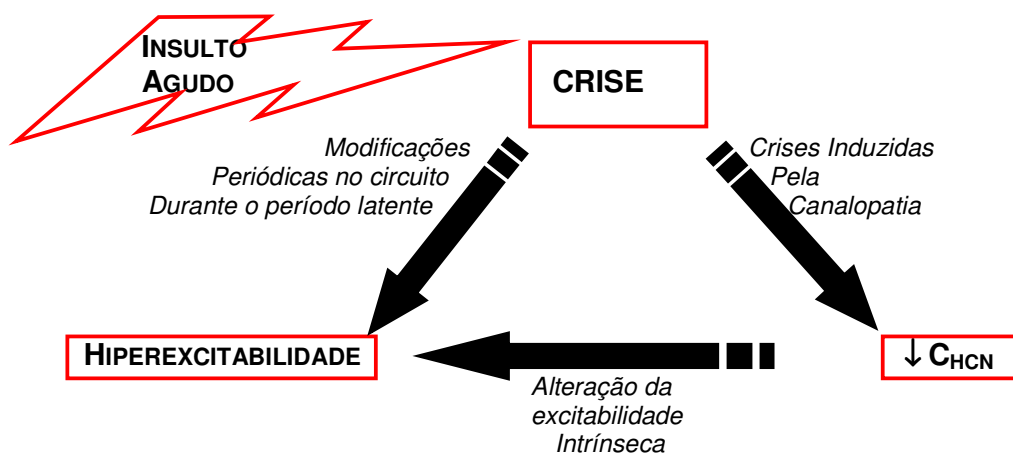 INSULTO
AGUDO
CRISE
Modificações
Periódicas no circuito
Durante o período latente
Crises Induzidas
Pela
Canalopatia
HIPEREXCITABILIDADE
↓CHCN
Alteração da
excitabilidade
Intrínseca